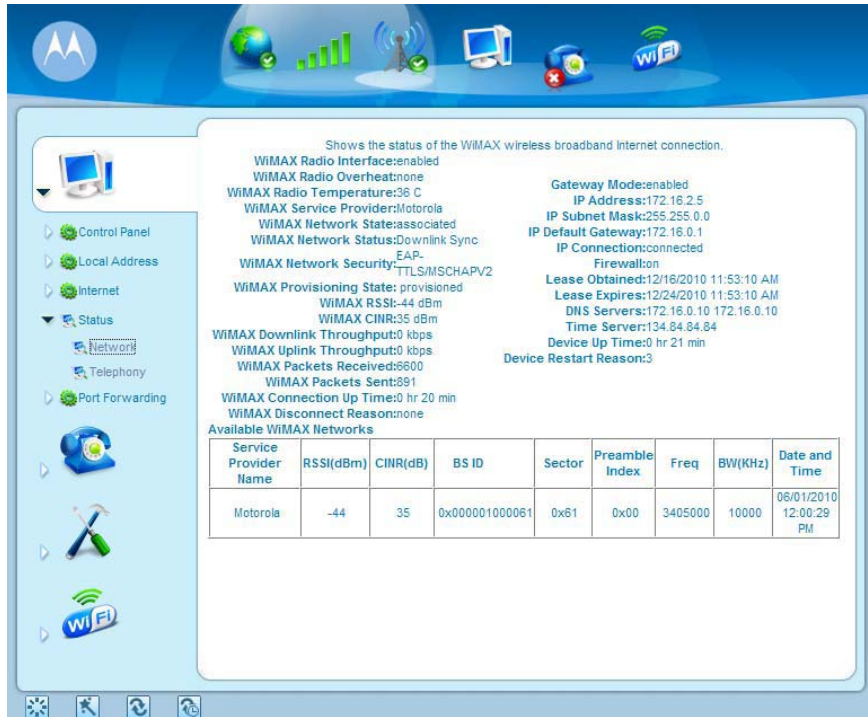 WiFi
Control Panel
Local Address
Internet
Status
Network
Telephony
Port Forwarding
WiFi
Shows the status of the WiMAX wireless broadband Internet connection.
WiMAX Radio Interface:enabled
WiMAX Radio Overheat:none
WiMAX Radio Temperature:36 C
WiMAX Service Provider:Motorola
WiMAX Network State:associated
WiMAX Network Status:Downlink Sync
WiMAX Network Security:EAP-
TTLS/MSCHAPV2
WiMAX Provisioning State: provisioned
WiMAX RSSI:-44 dBm
WiMAX CINR:35 dBm
WiMAX Downlink Throughput:0 kbps
WiMAX Uplink Throughput:0 kbps
WiMAX Packets Received:6600
WiMAX Packets Sent:891
WiMAX Connection Up Time:0 hr 20 min
WiMAX Disconnect Reason:none
Gateway Mode:enabled
IP Address:172.16.2.5
IP Subnet Mask:255.255.0.0
IP Default Gateway:172.16.0.1
IP Connection:connected
Firewall:on
Lease Obtained:12/16/2010 11:53:10 AM
Lease Expires:12/24/2010 11:53:10 AM
DNS Servers:172.16.0.10 172.16.0.10
Time Server:134.84.84.84
Device Up Time:0 hr 21 min
Device Restart Reason:3
Available WiMAX Networks
Service Provider Name RSSI(dBm) CINR(dB) BS ID Sector Preamble Index Freq BW(KHz) Date and Time
Motorola -44 35 0x000001000061 0x61 0x00 3405000 10000 06/01/2010 12:00:29 PM